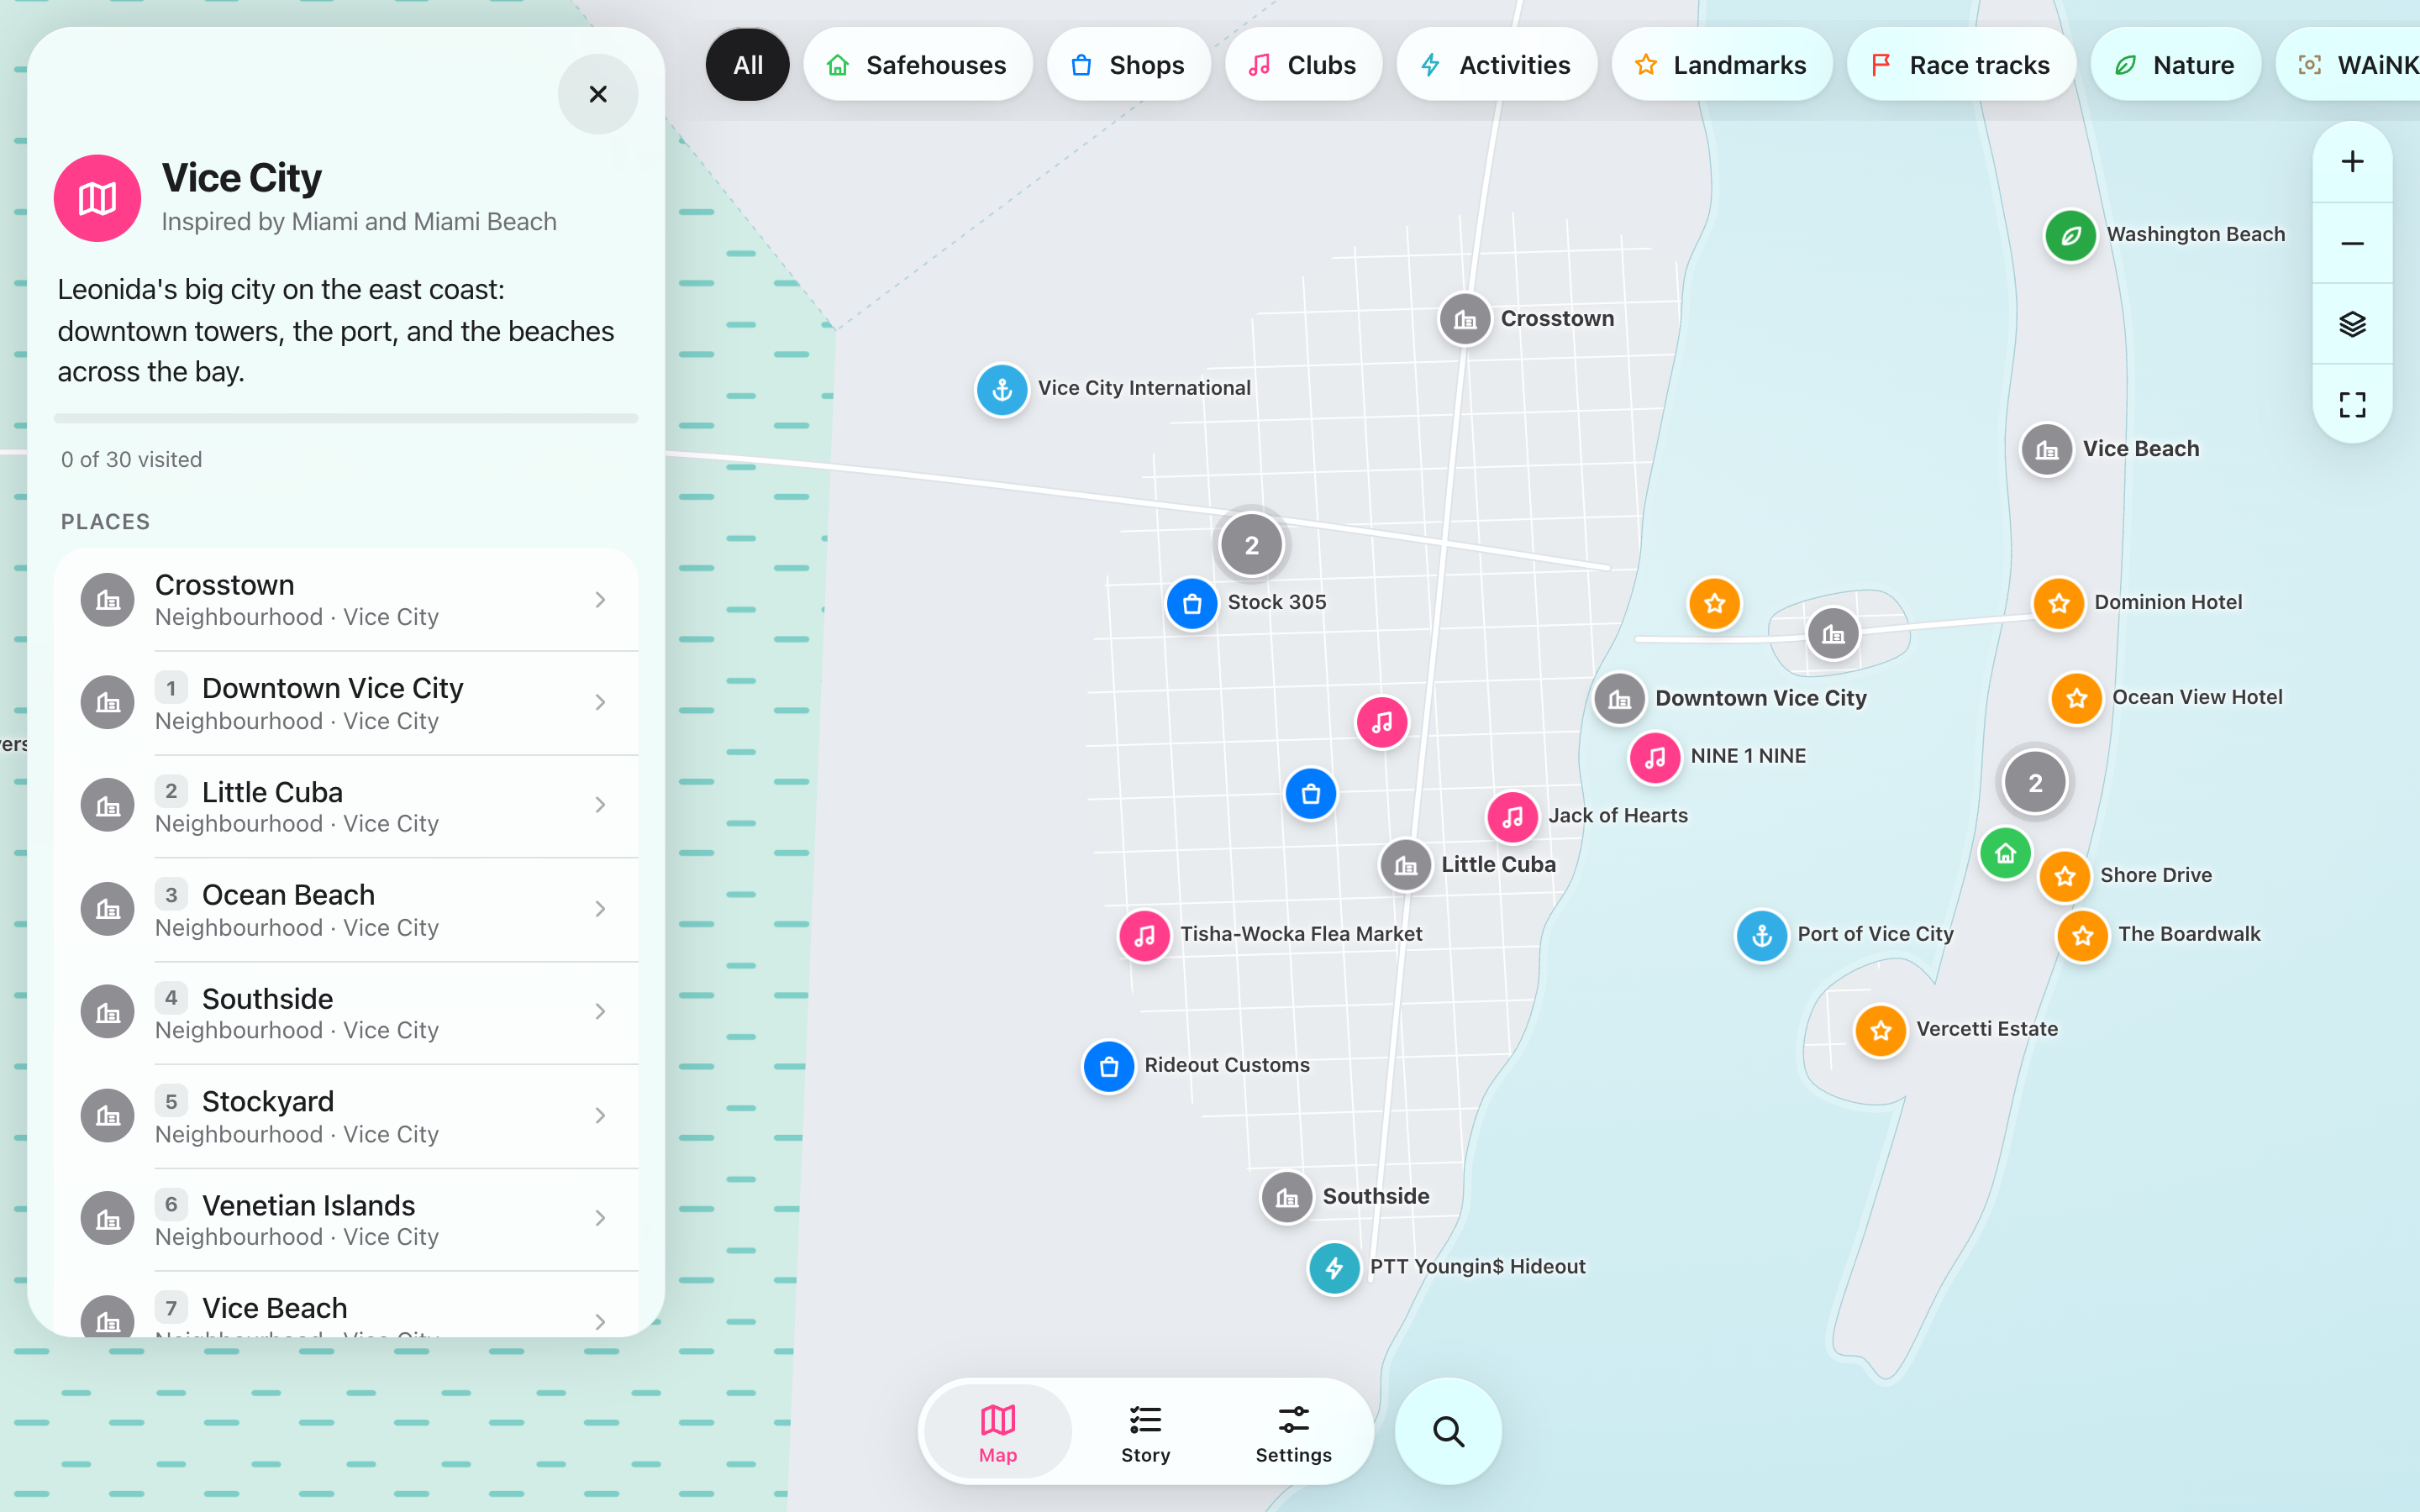 All
Safehouses
Shops
Clubs
Activities
Landmarks
Race tracks
Nature
WAiNK
Vice City
Inspired by Miami and Miami Beach
Leonida's big city on the east coast:
downtown towers, the port, and the beaches
across the bay.
0 of 30 visited
PLACES
Crosstown
Neighbourhood · Vice City
1 Downtown Vice City
Neighbourhood · Vice City
2 Little Cuba
Neighbourhood · Vice City
3 Ocean Beach
Neighbourhood · Vice City
4 Southside
Neighbourhood · Vice City
5 Stockyard
Neighbourhood · Vice City
6 Venetian Islands
Neighbourhood · Vice City
7 Vice Beach
Neighbourhood · Vice City
Washington Beach
Crosstown
Vice City International
Vice Beach
2
Stock 305
Dominion Hotel
Downtown Vice City
Ocean View Hotel
NINE 1 NINE
2
Jack of Hearts
Little Cuba
Shore Drive
Tisha-Wocka Flea Market
Port of Vice City
The Boardwalk
Vercetti Estate
Rideout Customs
Southside
PTT Youngin$ Hideout
Map
Story
Settings